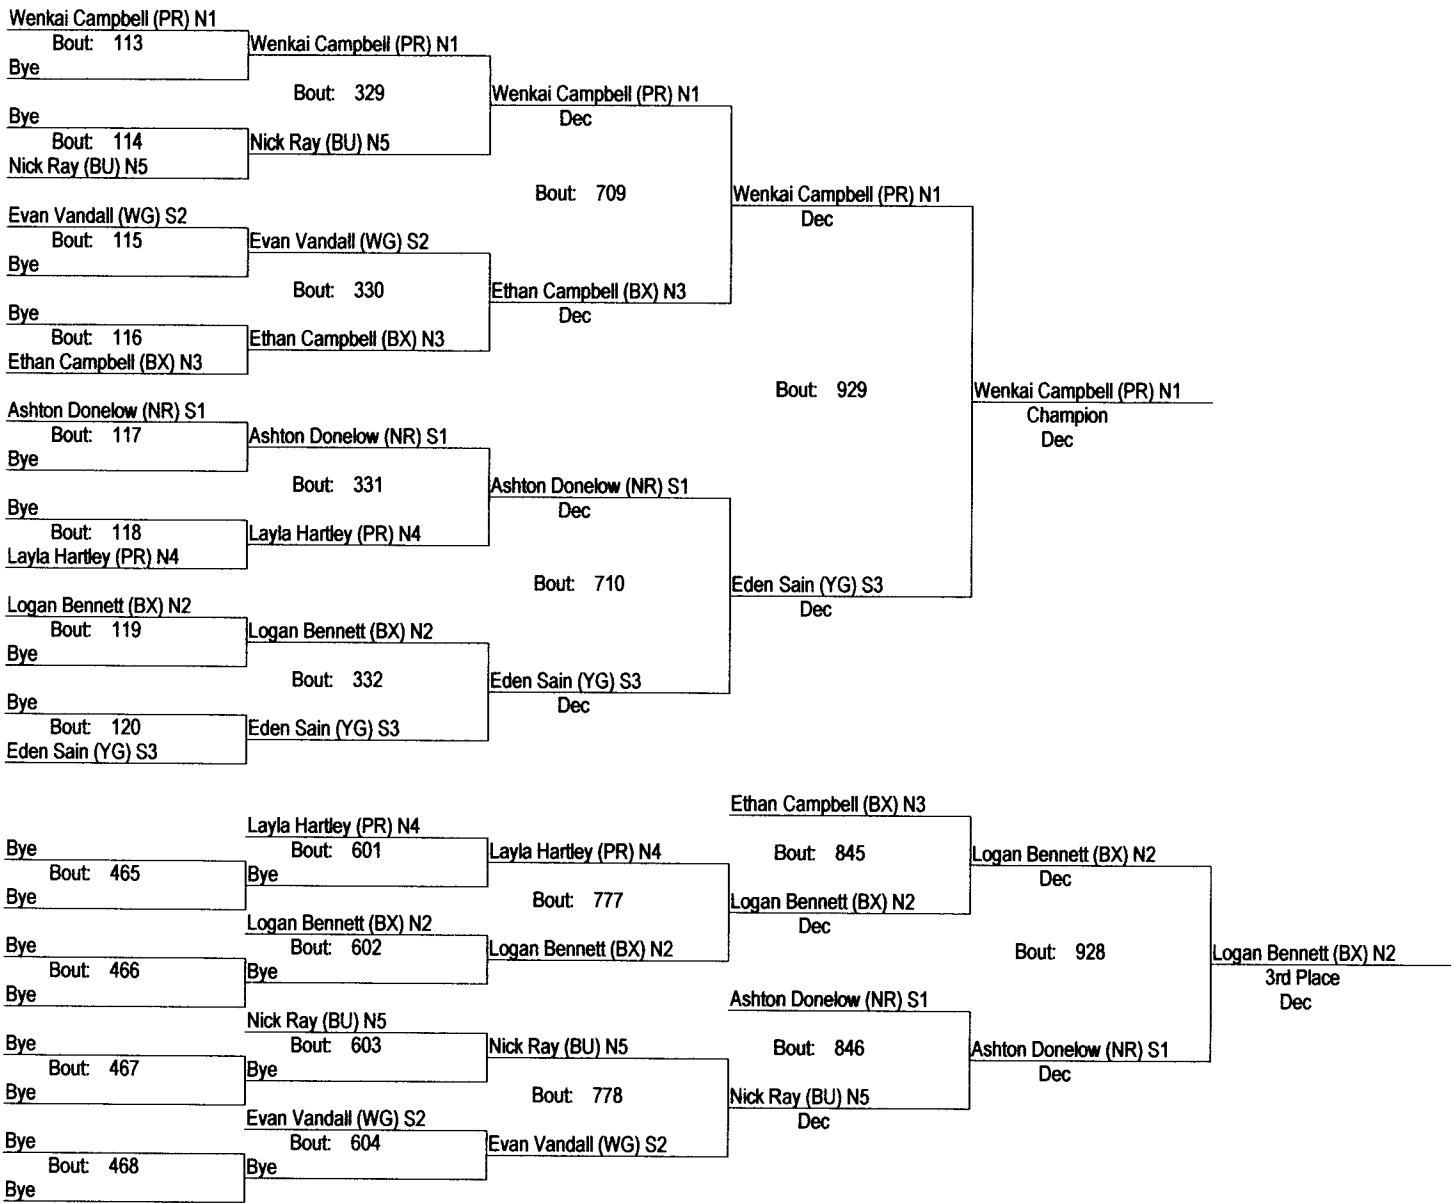 Wenkai Campbell (PR) N1
Bout: 113
Wenkai Campbell (PR) N1
Bye
Bout: 329
Wenkai Campbell (PR) N1
Dec
Bye
Bout: 114
Nick Ray (BU) N5
Nick Ray (BU) N5
Bout: 709
Wenkai Campbell (PR) N1
Dec
Evan Vandall (WG) S2
Bout: 115
Evan Vandall (WG) S2
Bye
Bout: 330
Ethan Campbell (BX) N3
Dec
Bye
Bout: 116
Ethan Campbell (BX) N3
Ethan Campbell (BX) N3
Bout: 929
Wenkai Campbell (PR) N1
Champion
Dec
Ashton Donelow (NR) S1
Bout: 117
Ashton Donelow (NR) S1
Bye
Bout: 331
Ashton Donelow (NR) S1
Dec
Bye
Bout: 118
Layla Hartley (PR) N4
Layla Hartley (PR) N4
Bout: 710
Eden Sain (YG) S3
Dec
Logan Bennett (BX) N2
Bout: 119
Logan Bennett (BX) N2
Bye
Bout: 332
Eden Sain (YG) S3
Dec
Bye
Bout: 120
Eden Sain (YG) S3
Eden Sain (YG) S3
Ethan Campbell (BX) N3
Layla Hartley (PR) N4
Bye
Bout: 601
Layla Hartley (PR) N4
Bout: 845
Logan Bennett (BX) N2
Dec
Bout: 465
Bye
Bye
Bout: 777
Logan Bennett (BX) N2
Dec
Logan Bennett (BX) N2
Bye
Bout: 602
Logan Bennett (BX) N2
Bout: 928
Logan Bennett (BX) N2
3rd Place
Dec
Bout: 466
Bye
Bye
Ashton Donelow (NR) S1
Nick Ray (BU) N5
Bye
Bout: 603
Nick Ray (BU) N5
Bout: 846
Ashton Donelow (NR) S1
Dec
Bout: 467
Bye
Bye
Bout: 778
Nick Ray (BU) N5
Dec
Evan Vandall (WG) S2
Bye
Bout: 604
Evan Vandall (WG) S2
Bout: 468
Bye
Bye